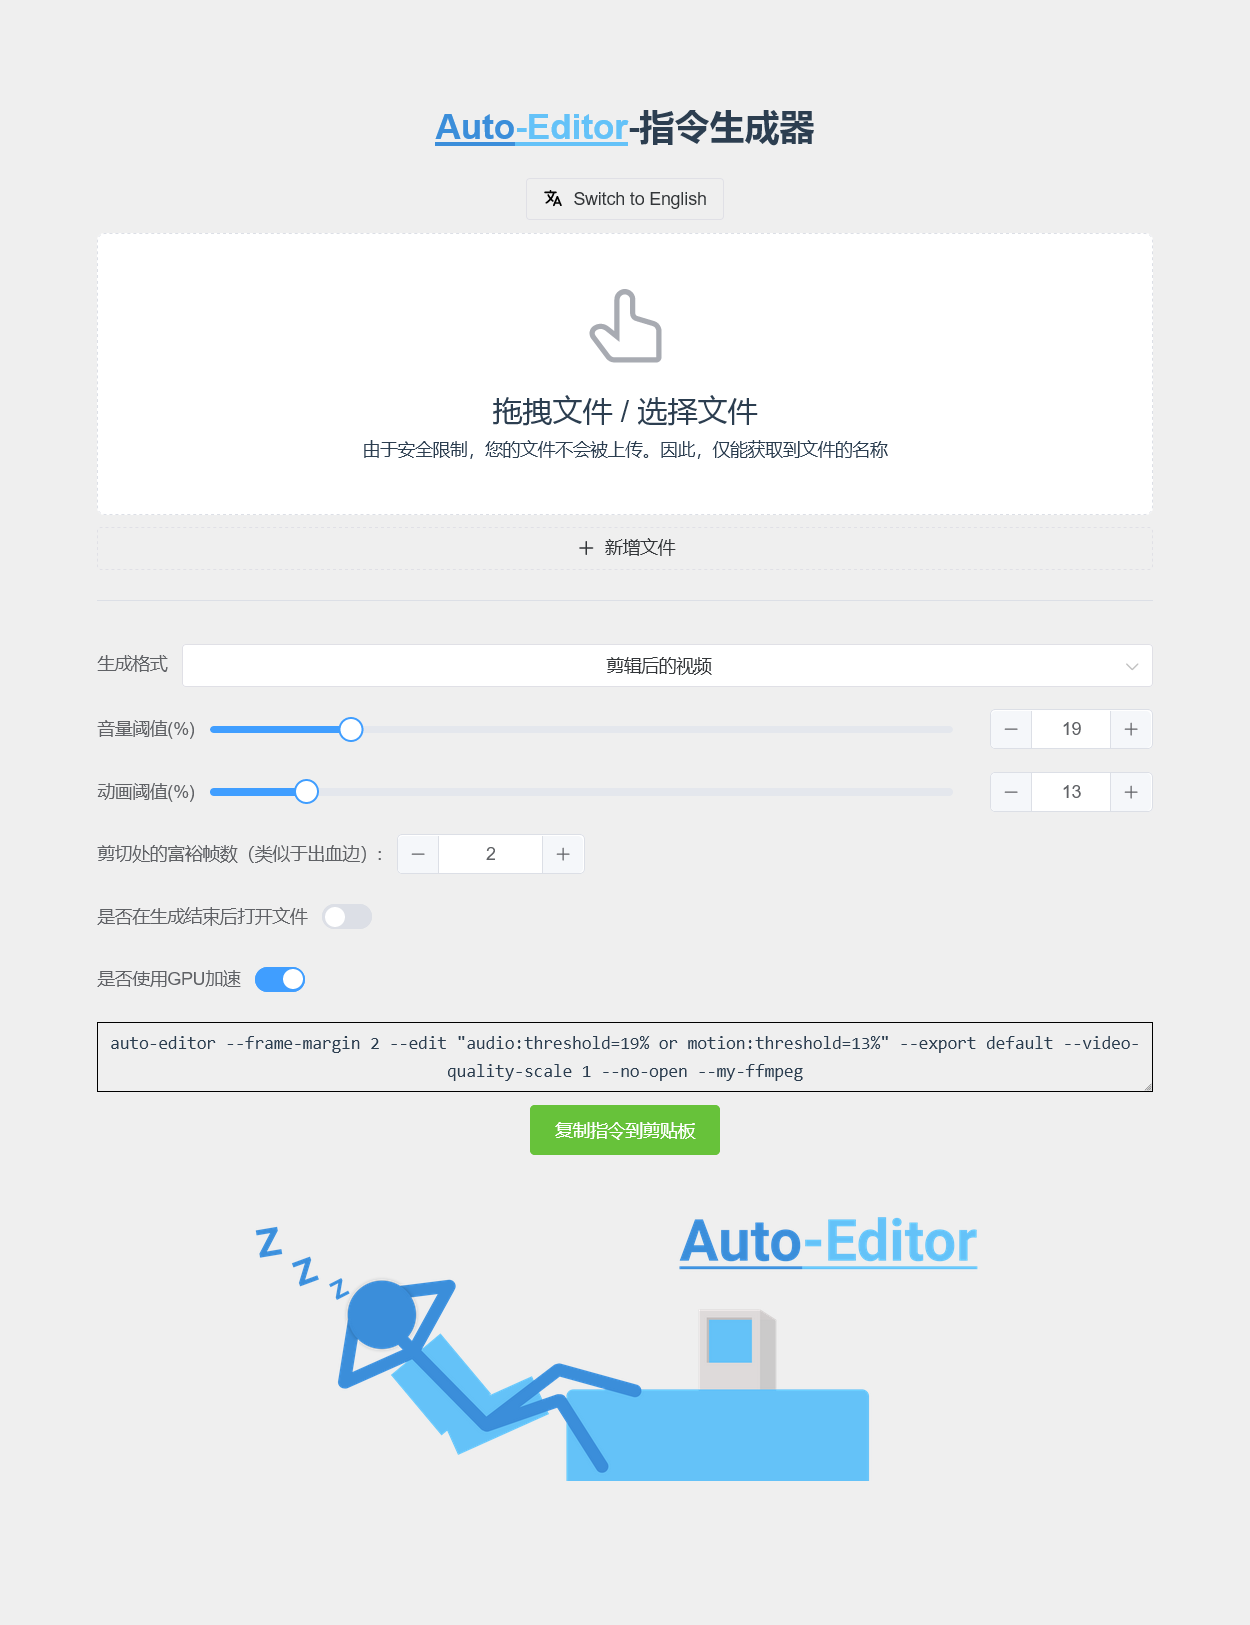 Auto-Editor-指令生成器
Switch to English
拖拽文件 / 选择文件
由于安全限制，您的文件不会被上传。因此，仅能获取到文件的名称
新增文件
生成格式 剪辑后的视频
音量阈值(%) 19
动画阈值(%) 13
剪切处的富裕帧数（类似于出血边）: 2
是否在生成结束后打开文件
是否使用GPU加速
auto-editor --frame-margin 2 --edit "audio:threshold=19% or motion:threshold=13%" --export default --video-
quality-scale 1 --no-open --my-ffmpeg
复制指令到剪贴板
Z
Z
Z
Auto-Editor